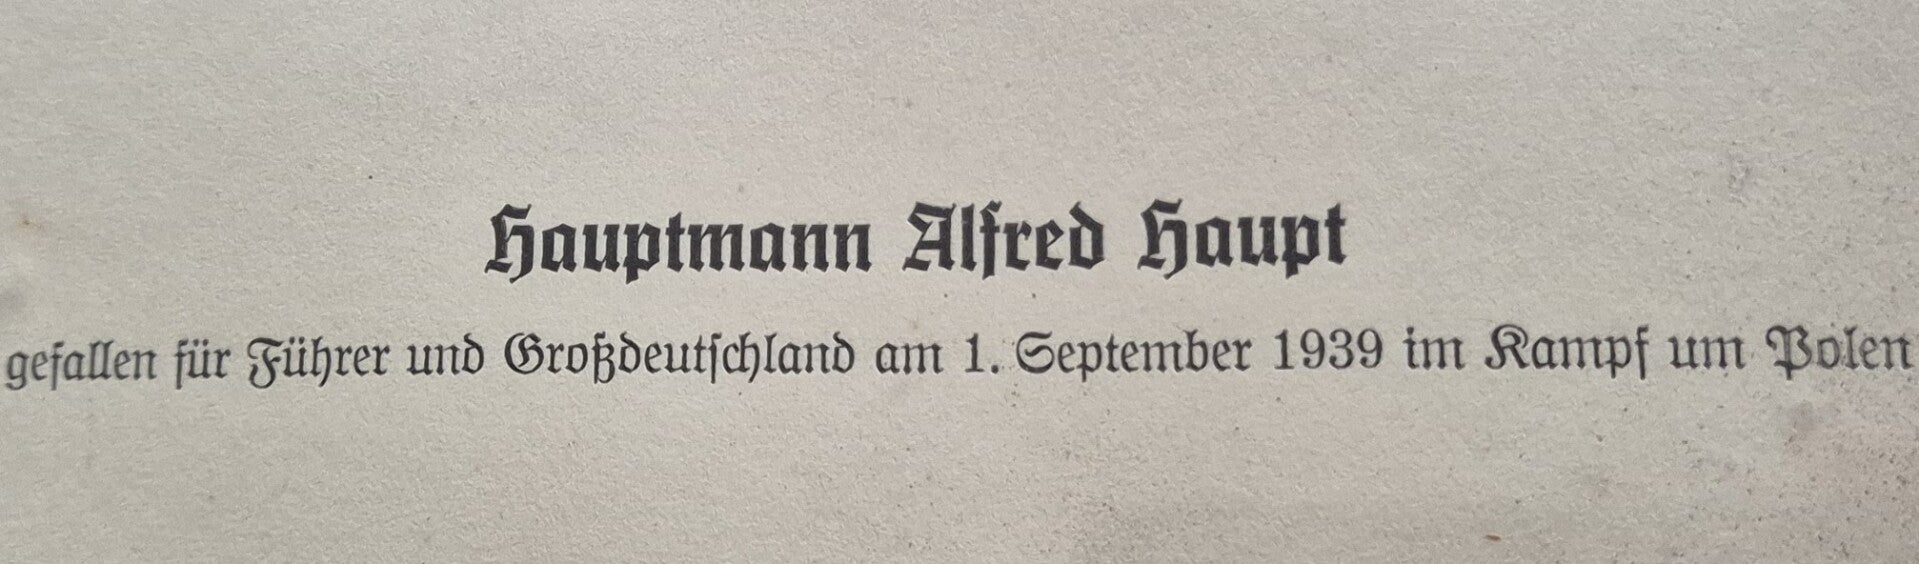 Hauptmann Alfred Haupt
gefallen für Führer und Großdeutſchland am 1. September 1939 im Kampf um Polen